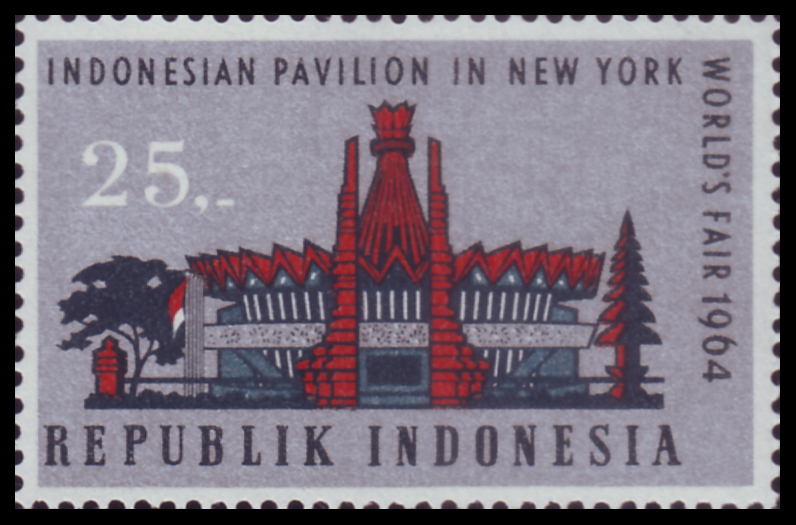 INDONESIAN PAVILION IN NEW YORK
WORLD'S FAIR 1964
25,-
REPUBLIK INDONESIA